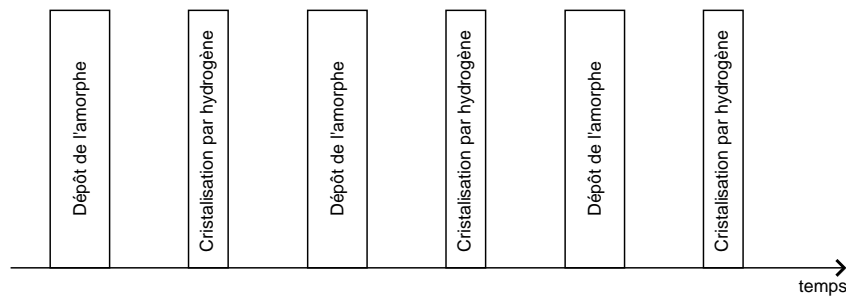 Dépôt de l'amorphe
Cristalisation par hydrogène
Dépôt de l'amorphe
Cristalisation par hydrogène
Dépôt de l'amorphe
Cristalisation par hydrogène
temps